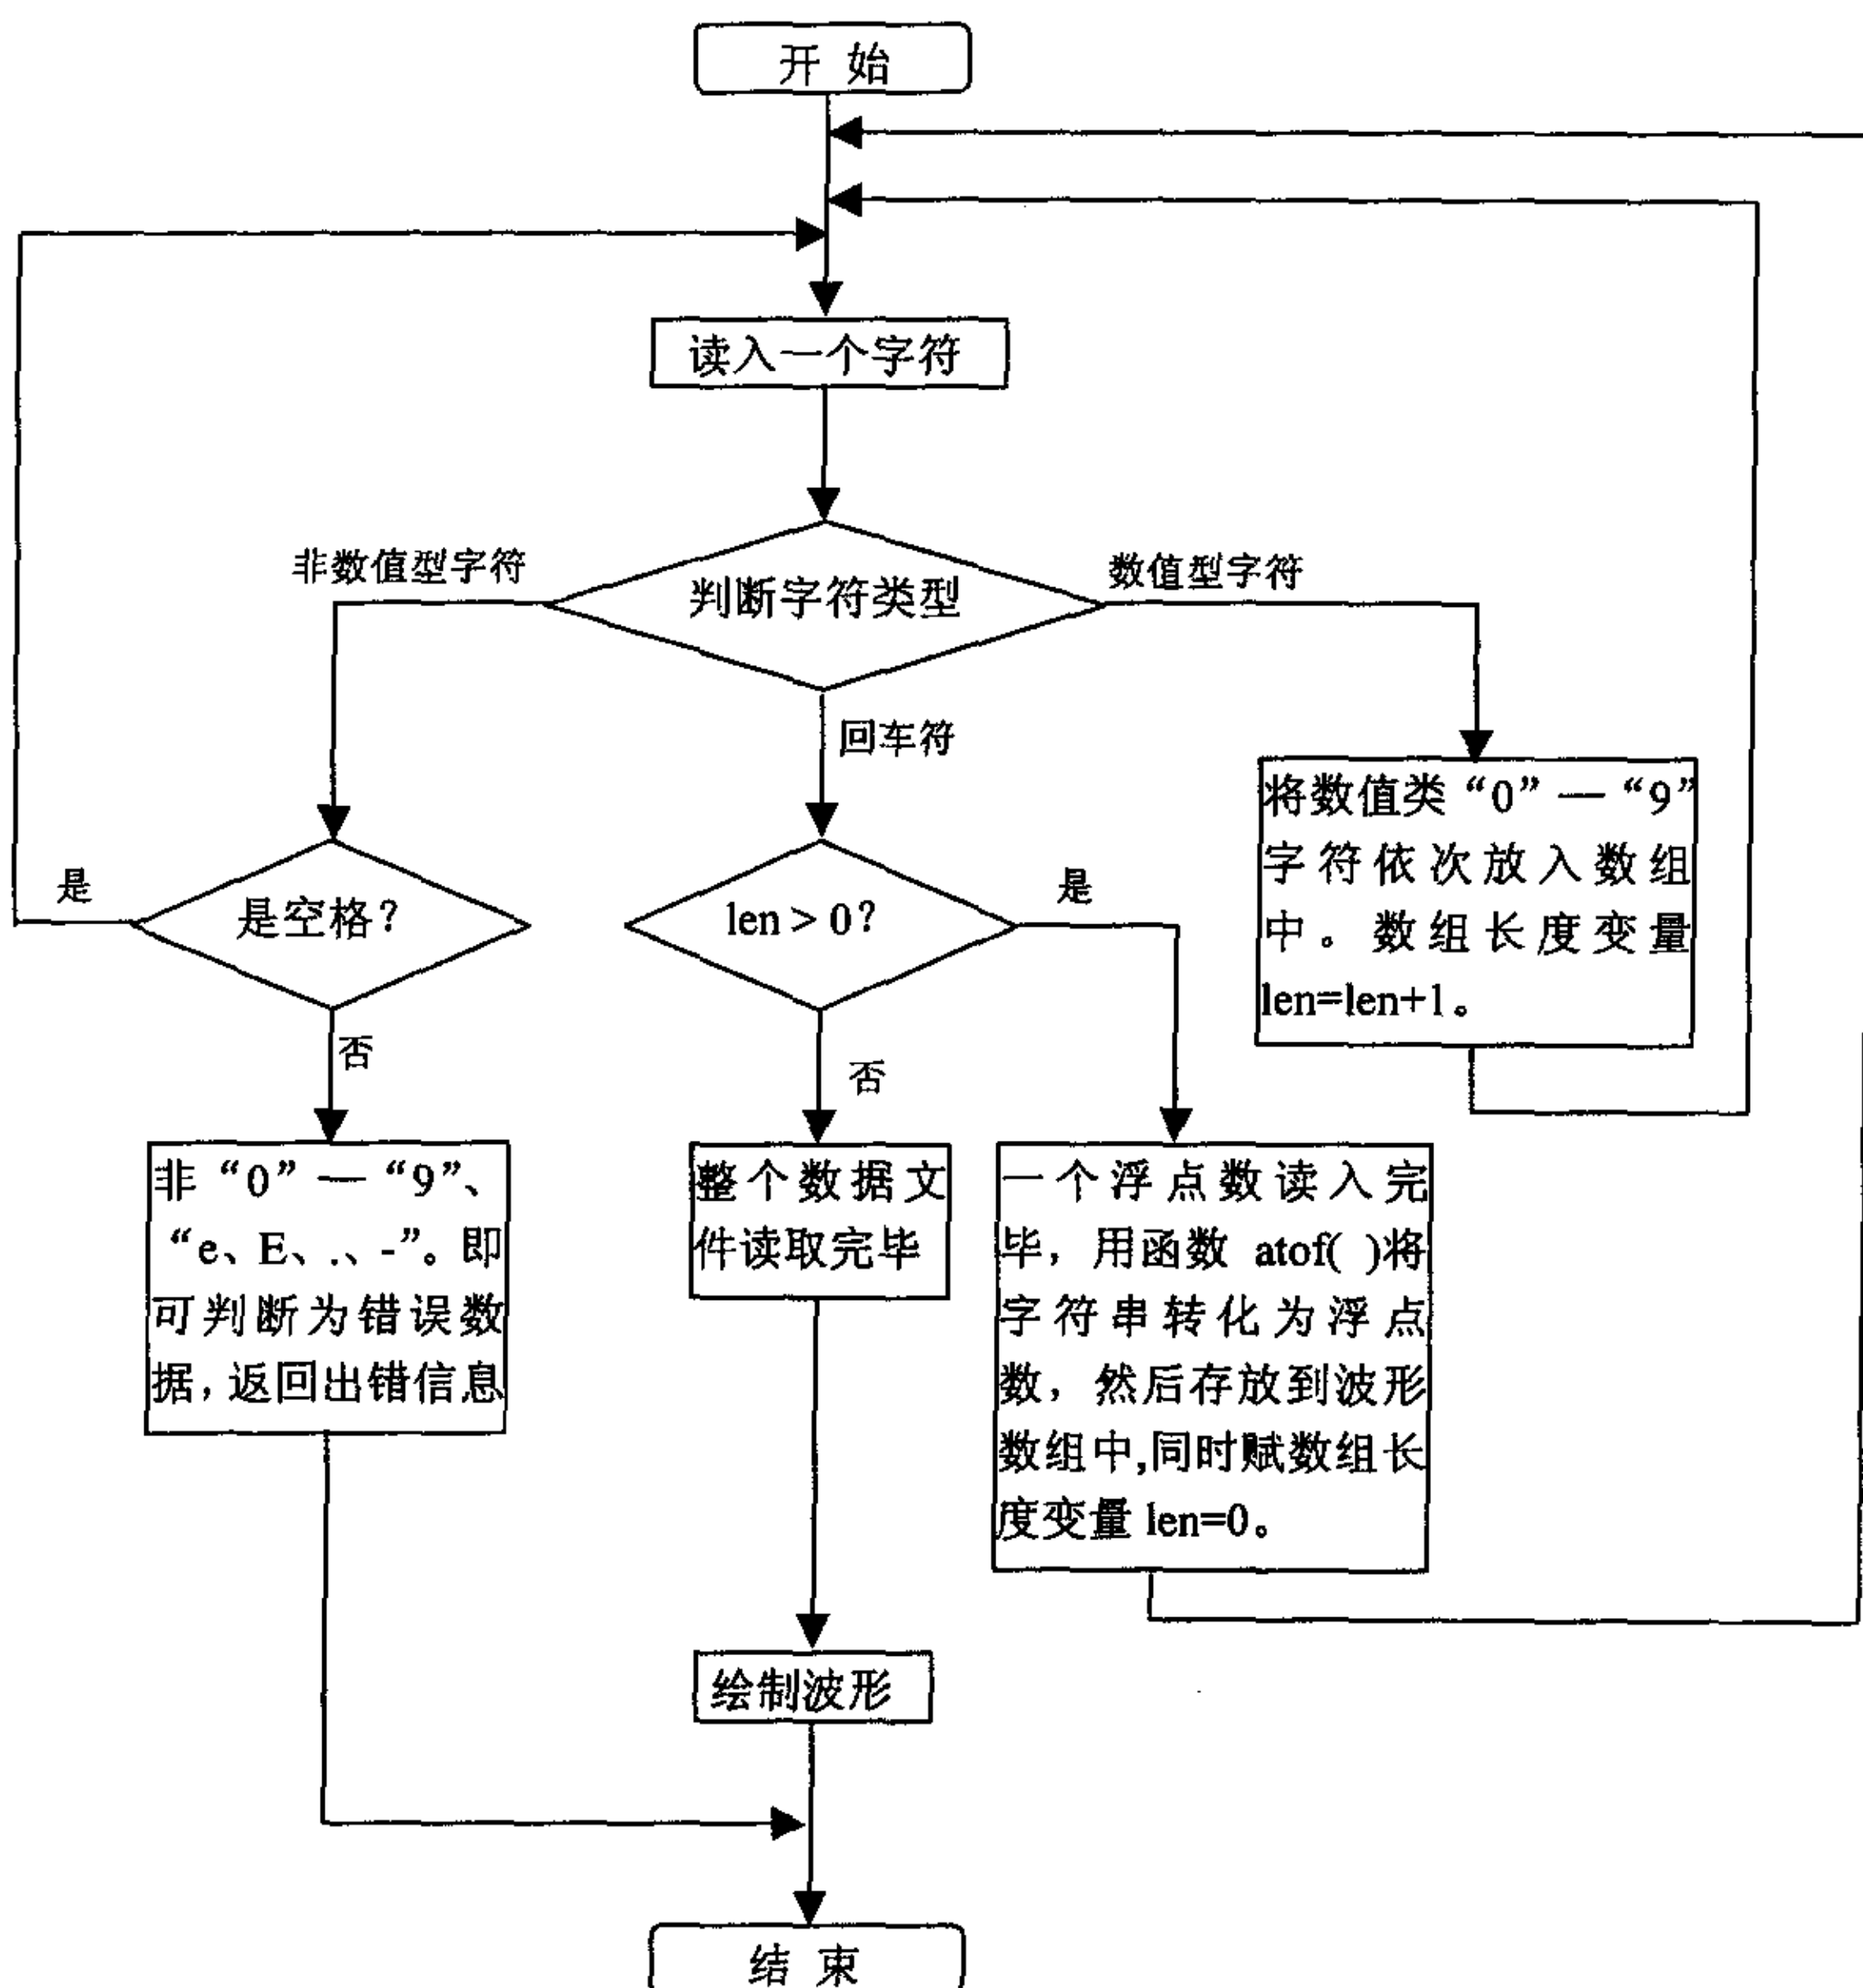 开 始
读入一个字符
非数值型字符
判断字符类型
数值型字符
回车符
将数值类“0”—“9”
字符依次放入数组
中。数组长度变量
len=len+1。
是
是空格？
len > 0？
是
否
否
非“0”—“9”、
“e、E、.、-”。即
可判断为错误数
据，返回出错信息
整个数据文
件读取完毕
一个浮点数读入完
毕，用函数 atof( )将
字符串转化为浮点
数，然后存放到波形
数组中,同时赋数组长
度变量 len=0。
绘制波形
结 束